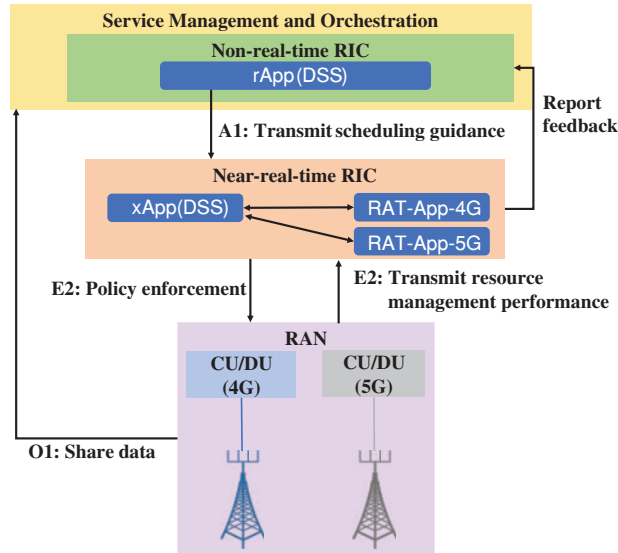 Service Management and Orchestration
Non-real-time RIC
rApp(DSS)
Report
feedback
A1: Transmit scheduling guidance
Near-real-time RIC
xApp(DSS)
RAT-App-4G
RAT-App-5G
E2: Policy enforcement
E2: Transmit resource
management performance
RAN
CU/DU
(4G)
CU/DU
(5G)
O1: Share data